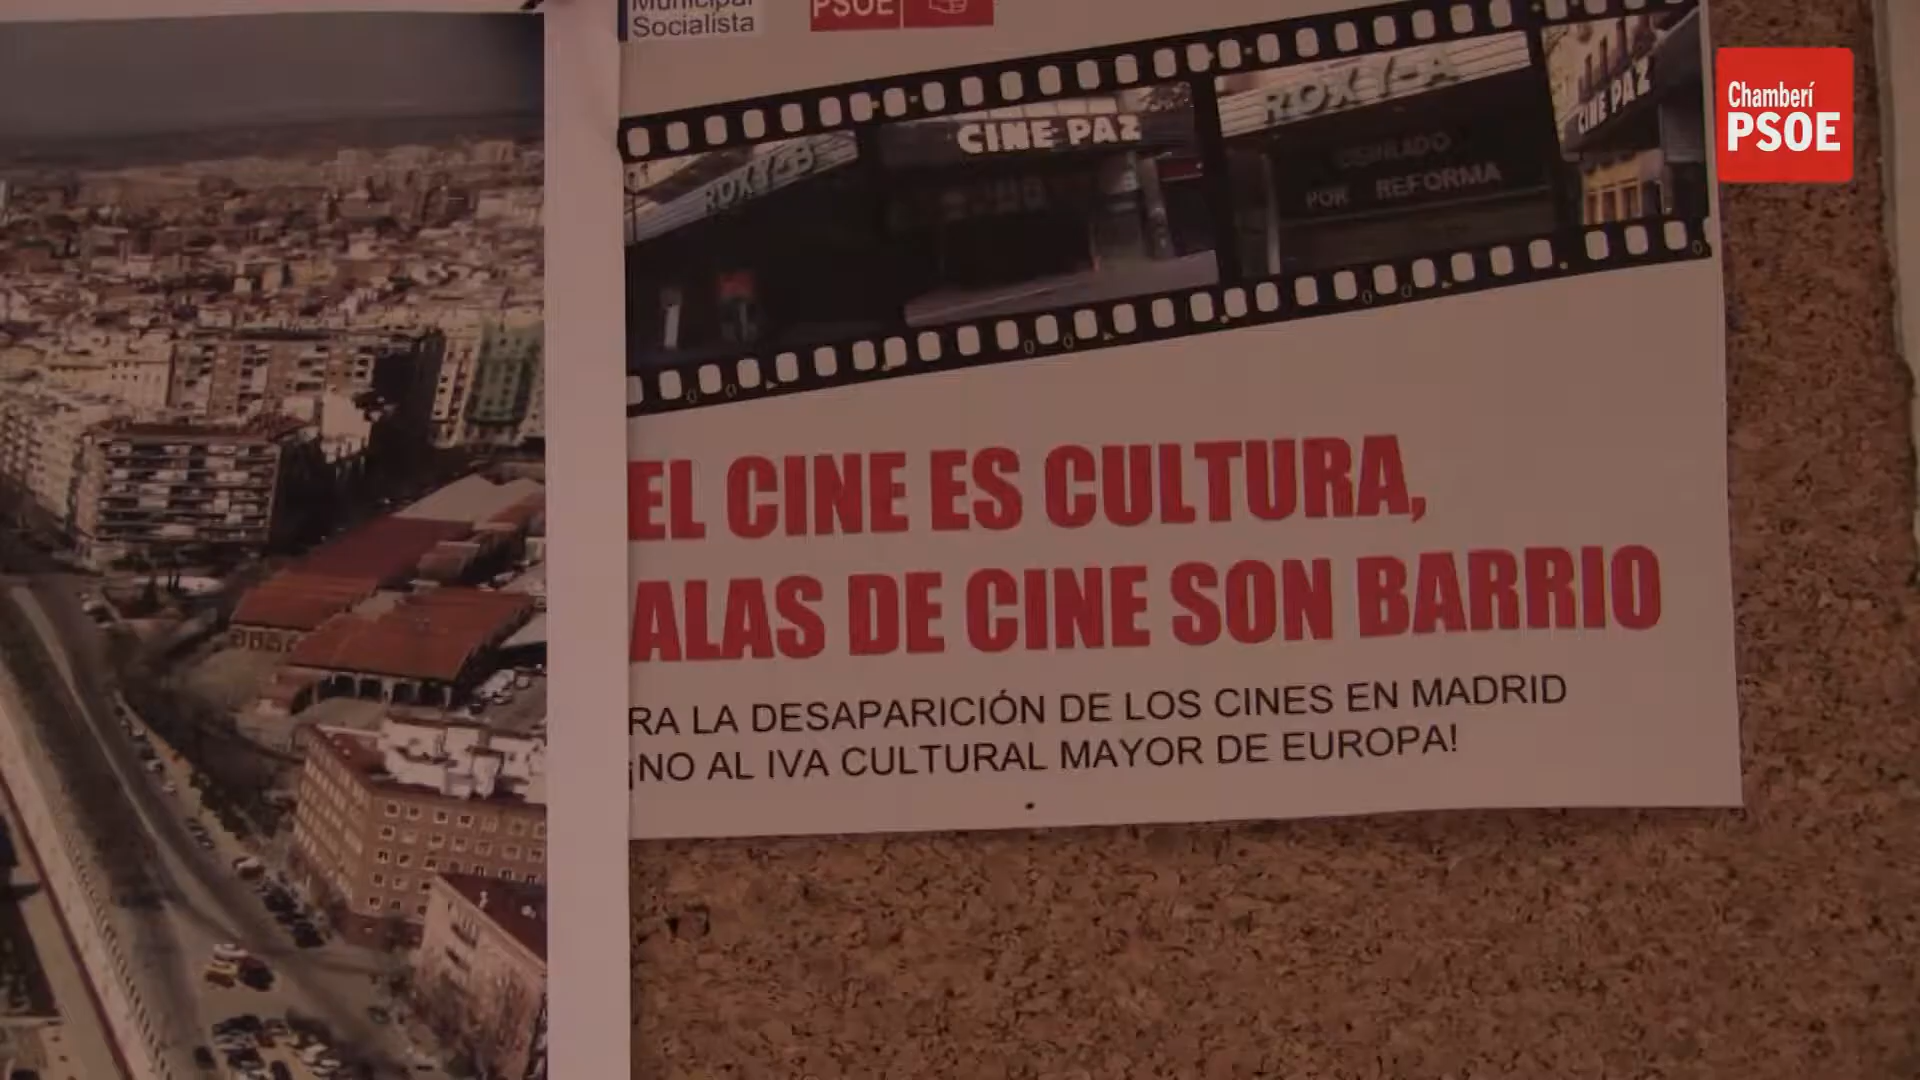 Municipal
Socialista
PSOE
Chamberí
PSOE
ROXY-B
CINE PAZ
ROXY-A
POR REFORMA
CINE PAZ
EL CINE ES CULTURA,
ALAS DE CINE SON BARRIO
RA LA DESAPARICIÓN DE LOS CINES EN MADRID
¡NO AL IVA CULTURAL MAYOR DE EUROPA!